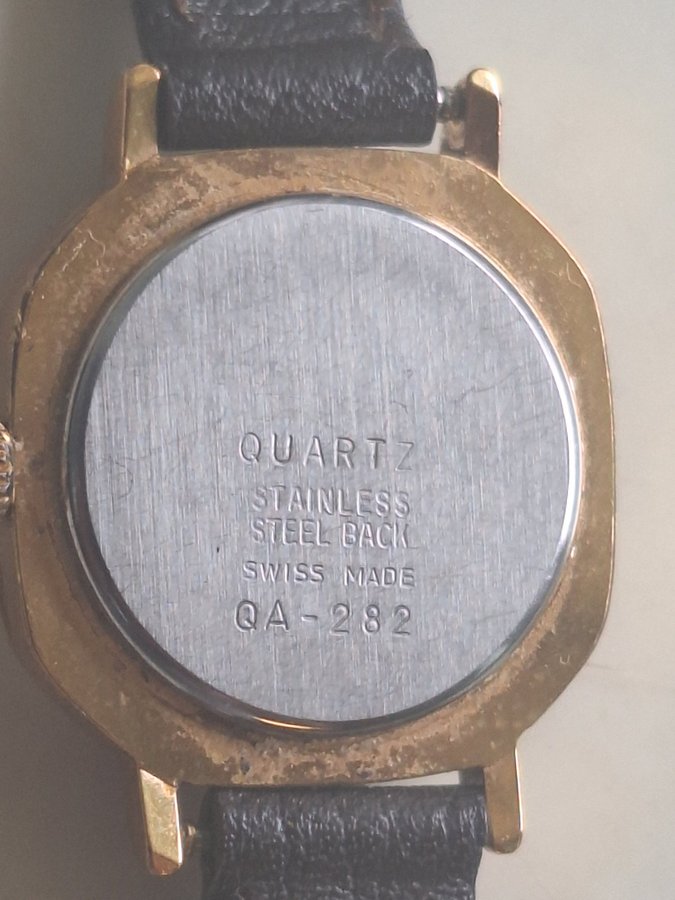 QUARTZ
STAINLESS
STEEL BACK
SWISS MADE
QA-282